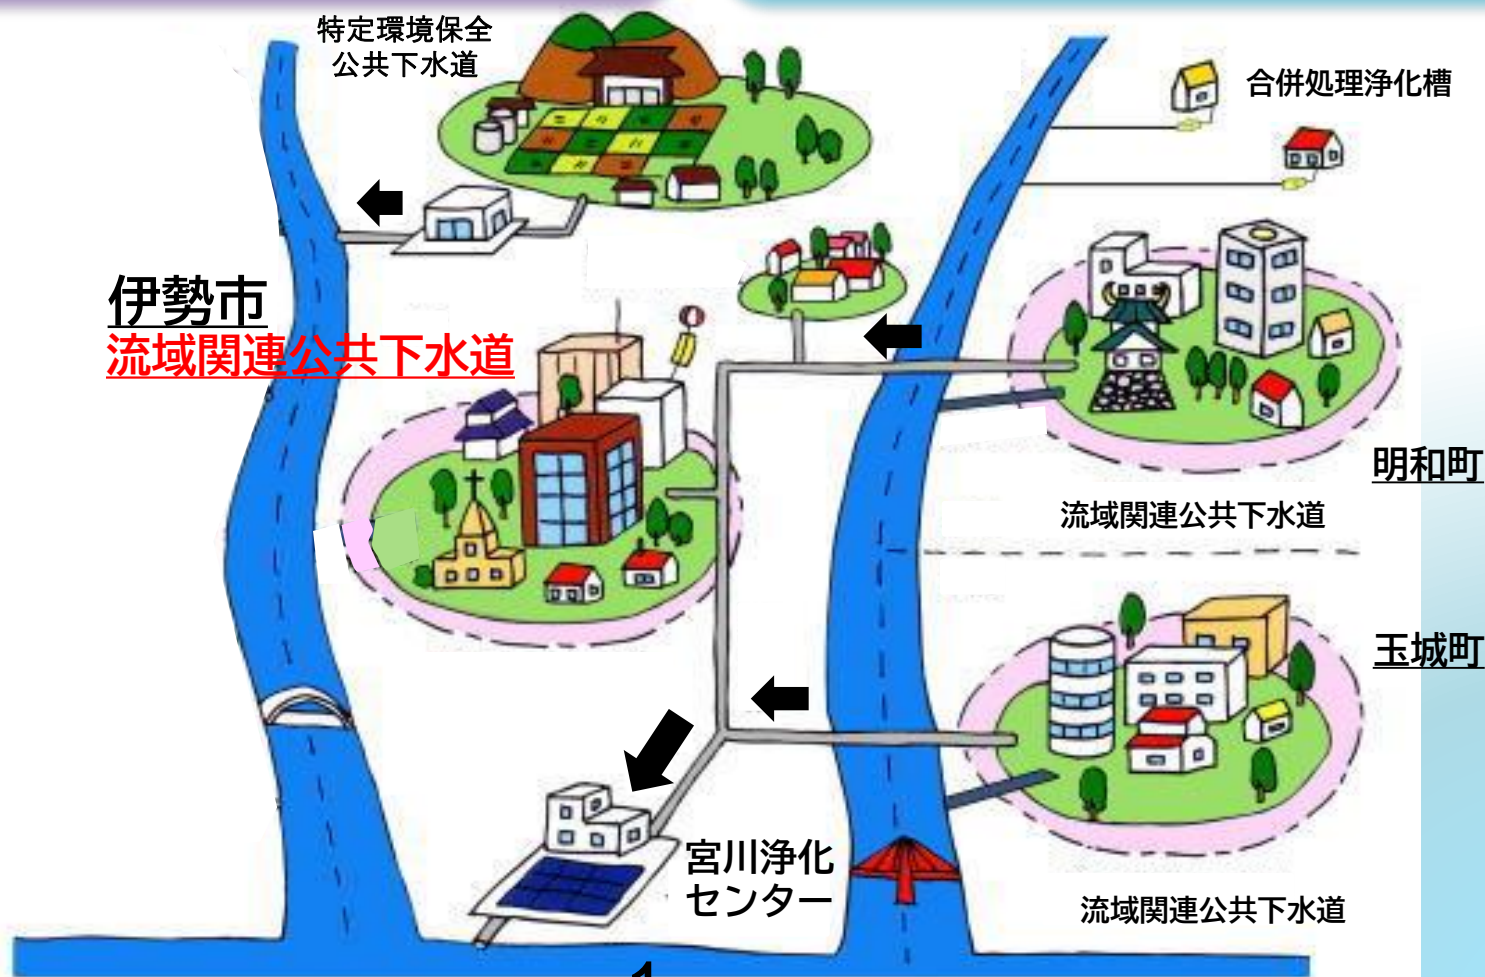 特定環境保全
公共下水道
合併処理浄化槽
伊勢市
流域関連公共下水道
明和町
流域関連公共下水道
玉城町
宮川浄化
センター
流域関連公共下水道
1